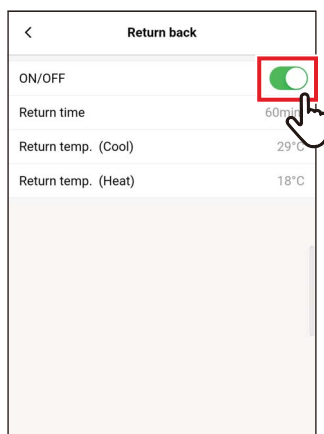 Return back
ON/OFF
Return time 60min
Return temp. (Cool) 29°C
Return temp. (Heat) 18°C